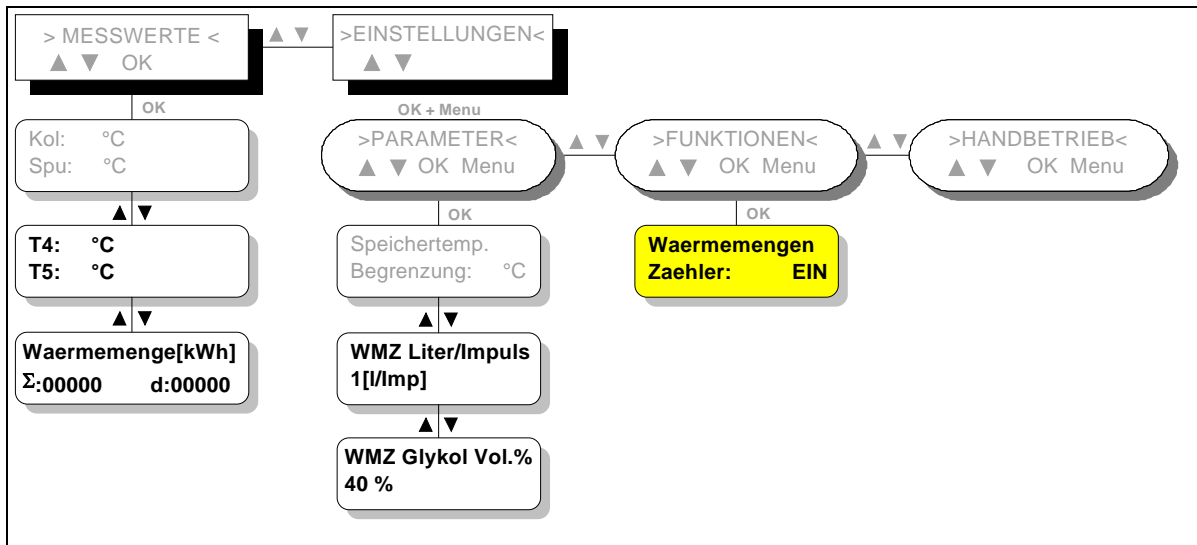 > MESSWERTE <
▲ ▼ OK
▲ ▼
>EINSTELLUNGEN<
▲ ▼
OK
Kol: °C
Spu: °C
▲ ▼
T4: °C
T5: °C
▲ ▼
Waermemenge[kWh]
Σ:00000 d:00000
OK + Menu
>PARAMETER<
▲ ▼ OK Menu
▲ ▼
>FUNKTIONEN<
▲ ▼ OK Menu
▲ ▼
>HANDBETRIEB<
▲ ▼ OK Menu
OK
Speichertemp.
Begrenzung: °C
▲ ▼
WMZ Liter/Impuls
1[l/Imp]
▲ ▼
WMZ Glykol Vol.%
40 %
OK
Waermemengen
Zaehler: EIN